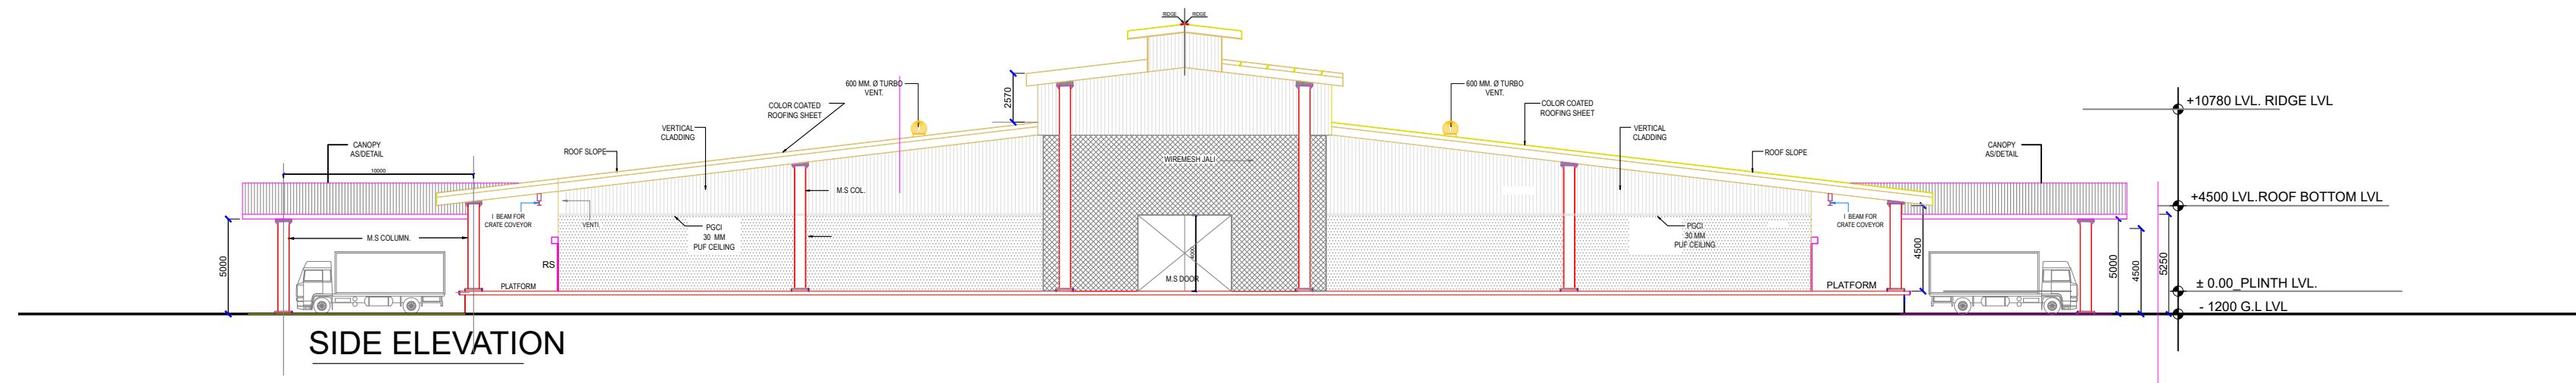 RIDGE RIDGE
+10780 LVL. RIDGE LVL
2570
600 MM. Ø TURBO
VENT.
600 MM. Ø TURBO
VENT.
COLOR COATED
ROOFING SHEET
COLOR COATED
ROOFING SHEET
VERTICAL
CLADDING
VERTICAL
CLADDING
CANOPY
AS/DETAIL
CANOPY
AS/DETAIL
ROOF SLOPE
ROOF SLOPE
WIREMESH JALI
10000
M.S COL.
+4500 LVL.ROOF BOTTOM LVL
I BEAM FOR
CRATE COVEYOR
VENTI.
PGCI
30 MM
PUF CEILING
PGCI
30 MM
PUF CEILING
I BEAM FOR
CRATE COVEYOR
M.S COLUMN.
5000
RS
4000
M.S DOOR
4500
5000
4500
5250
PLATFORM
PLATFORM
± 0.00_PLINTH LVL.
- 1200 G.L LVL
SIDE ELEVATION